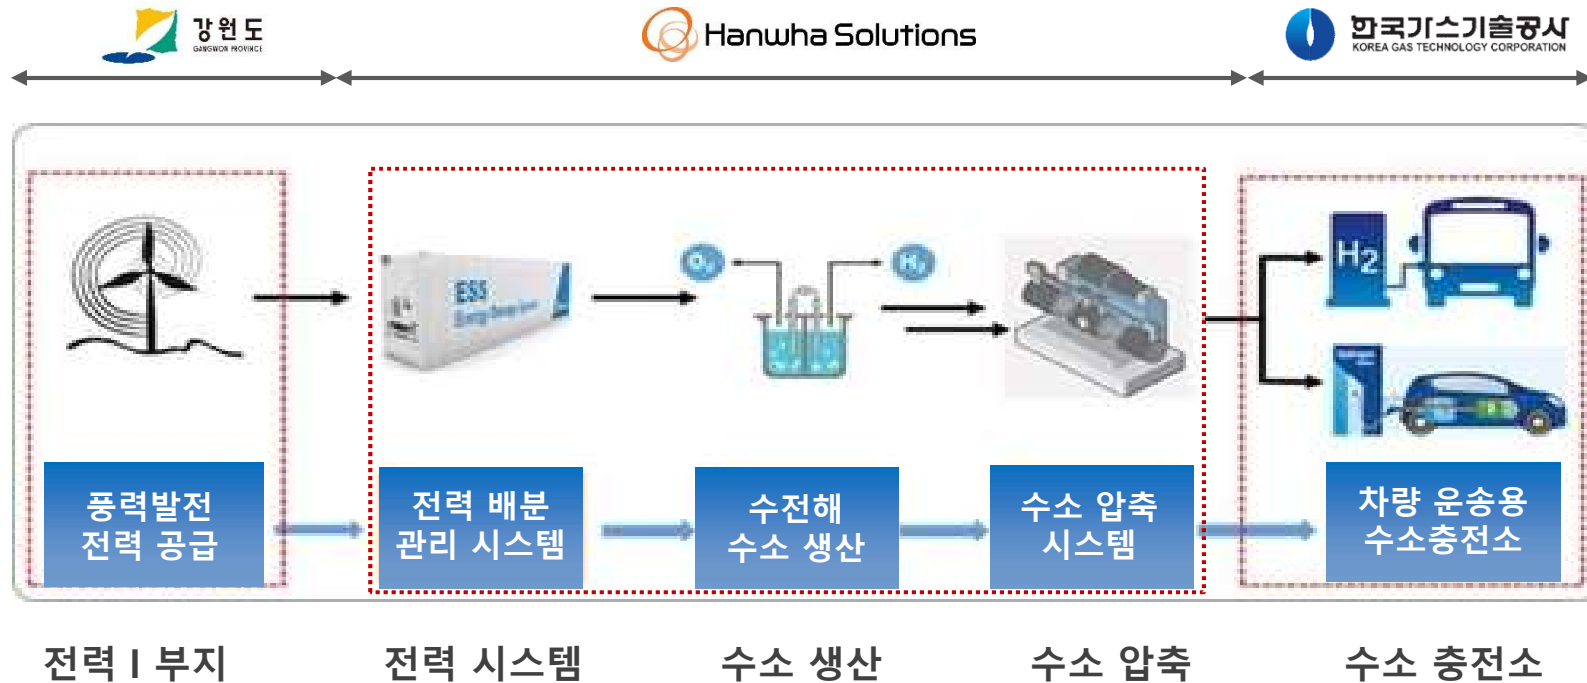 강원도
GANGWON PROVINCE
Hanwha Solutions
한국가스기술공사
KOREA GAS TECHNOLOGY CORPORATION
ESS
O₂
H₂
H2
풍력발전
전력 공급
전력 배분
관리 시스템
수전해
수소 생산
수소 압축
시스템
차량 운송용
수소충전소
전력 I 부지
전력 시스템
수소 생산
수소 압축
수소 충전소